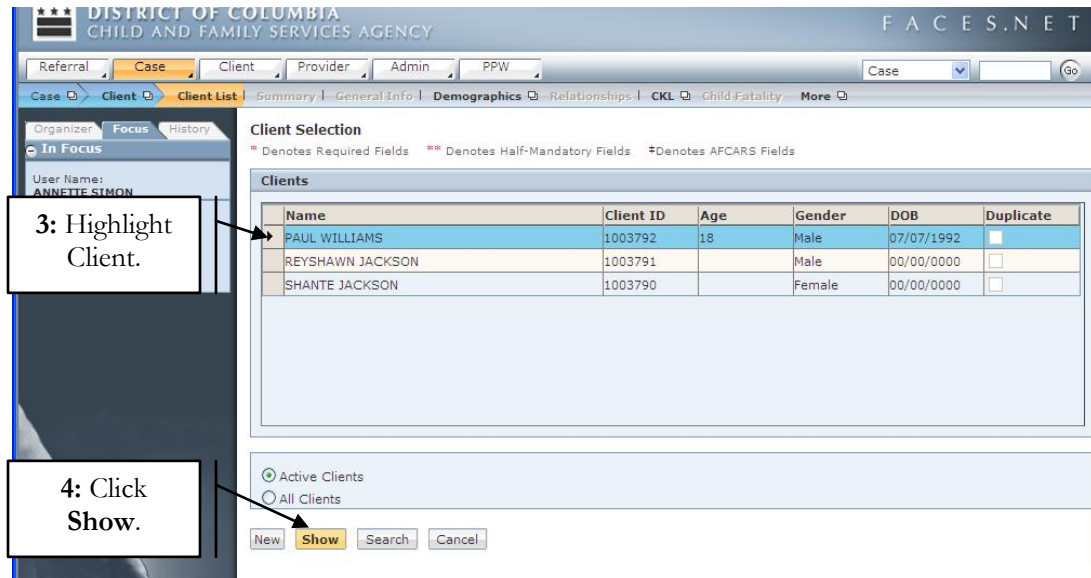 DISTRICT OF COLUMBIA
CHILD AND FAMILY SERVICES AGENCY
FACES.NET
Referral Case Client Provider Admin PPW Case Go
Case Client Client List Summary General Info Demographics Relationships CKL Child Fatality More
Organizer Focus History
In Focus
User Name:
ANNETTE SIMON
3: Highlight
Client.
Client Selection
* Denotes Required Fields ** Denotes Half-Mandatory Fields ‡Denotes AFCARS Fields
Clients
Name Client ID Age Gender DOB Duplicate
PAUL WILLIAMS 1003792 18 Male 07/07/1992
REYSHAWN JACKSON 1003791 Male 00/00/0000
SHANTE JACKSON 1003790 Female 00/00/0000
Active Clients
All Clients
4: Click
Show.
New Show Search Cancel